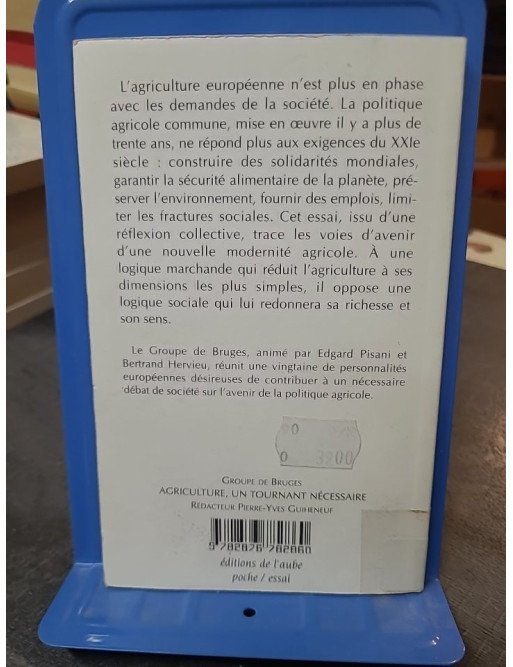 L'agriculture européenne n'est plus en phase
avec les demandes de la société. La politique
agricole commune, mise en œuvre il y a plus de
trente ans, ne répond plus aux exigences du XXIe
siècle : construire des solidarités mondiales,
garantir la sécurité alimentaire de la planète, pré-
server l'environnement, fournir des emplois, limi-
ter les fractures sociales. Cet essai, issu d'une
réflexion collective, trace les voies d'avenir
d'une nouvelle modernité agricole. À une
logique marchande qui réduit l'agriculture à ses
dimensions les plus simples, il oppose une
logique sociale qui lui redonnera sa richesse et
son sens.
Le Groupe de Bruges, animé par Edgard Pisani et
Bertrand Hervieu, réunit une vingtaine de personnalités
européennes désireuses de contribuer à un nécessaire
débat de société sur l'avenir de la politique agricole.
90
0 3900
GROUPE DE BRUGES
AGRICULTURE, UN TOURNANT NÉCESSAIRE
RÉDACTEUR PIERRE-YVES GUIHENEUF
9 782876 782860
éditions de l'aube
poche / essai